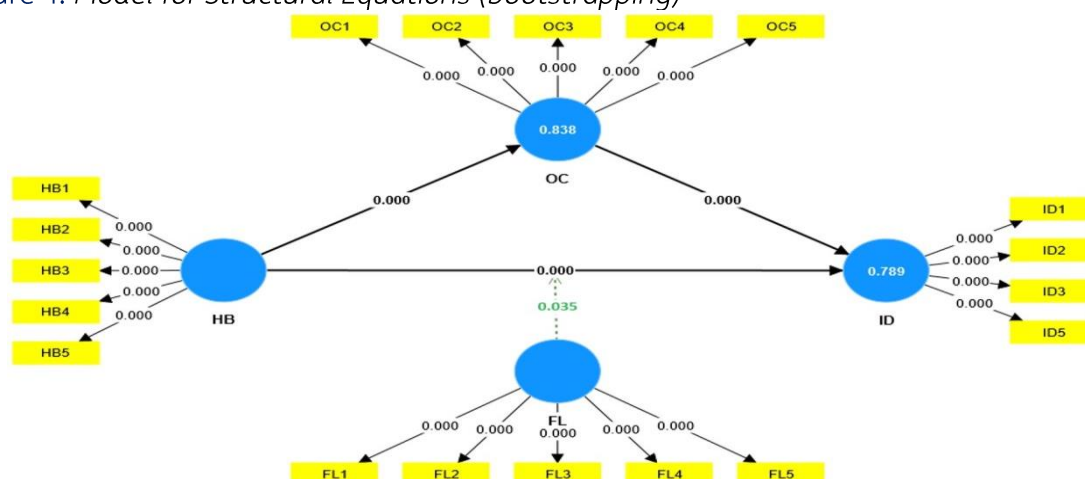 4. Model for Structural Equations (bootstrapping)
OC1 OC2 OC3 OC4 OC5
0.000 0.000 0.000 0.000 0.000
0.838
OC
0.000 0.000
HB1
HB2
HB3
HB4
HB5
0.000
0.000
0.000
0.000
0.000
HB
0.000
0.035
ID1
ID2
ID3
ID5
0.000
0.000
0.000
0.000
0.789
ID
FL
0.000 0.000 0.000 0.000 0.000
FL1 FL2 FL3 FL4 FL5